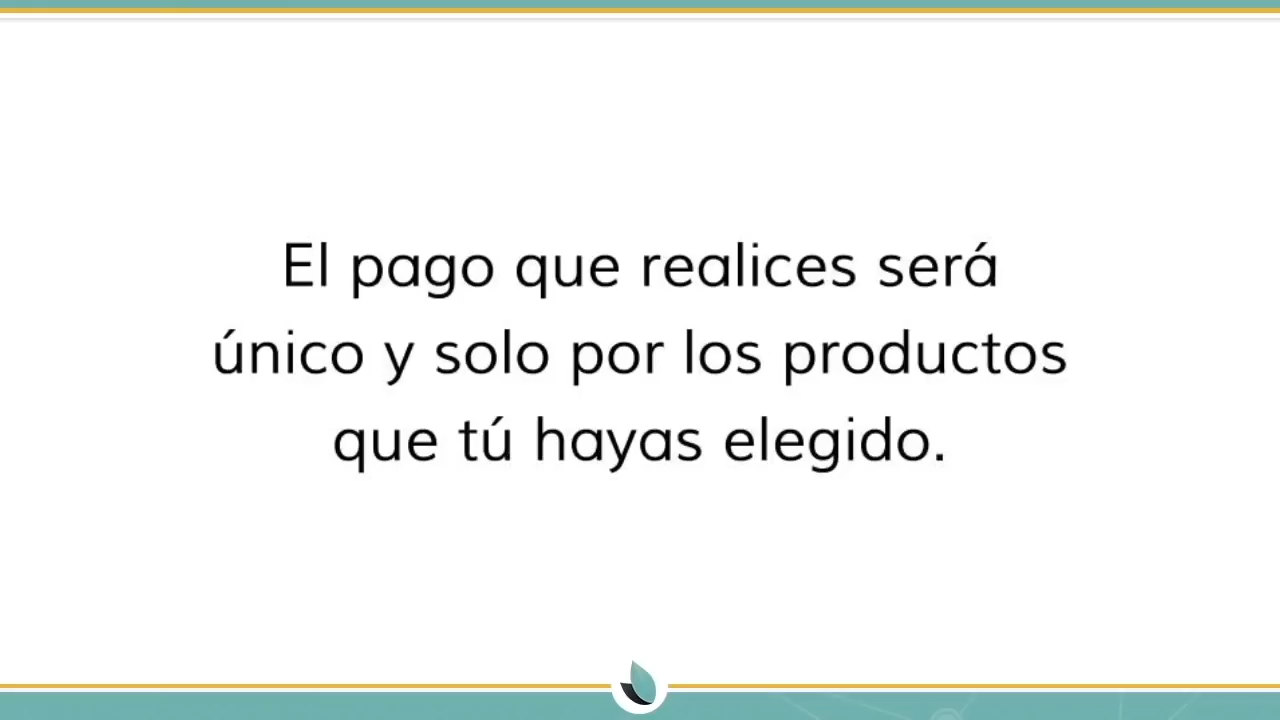 El pago que realices será
único y solo por los productos
que tú hayas elegido.